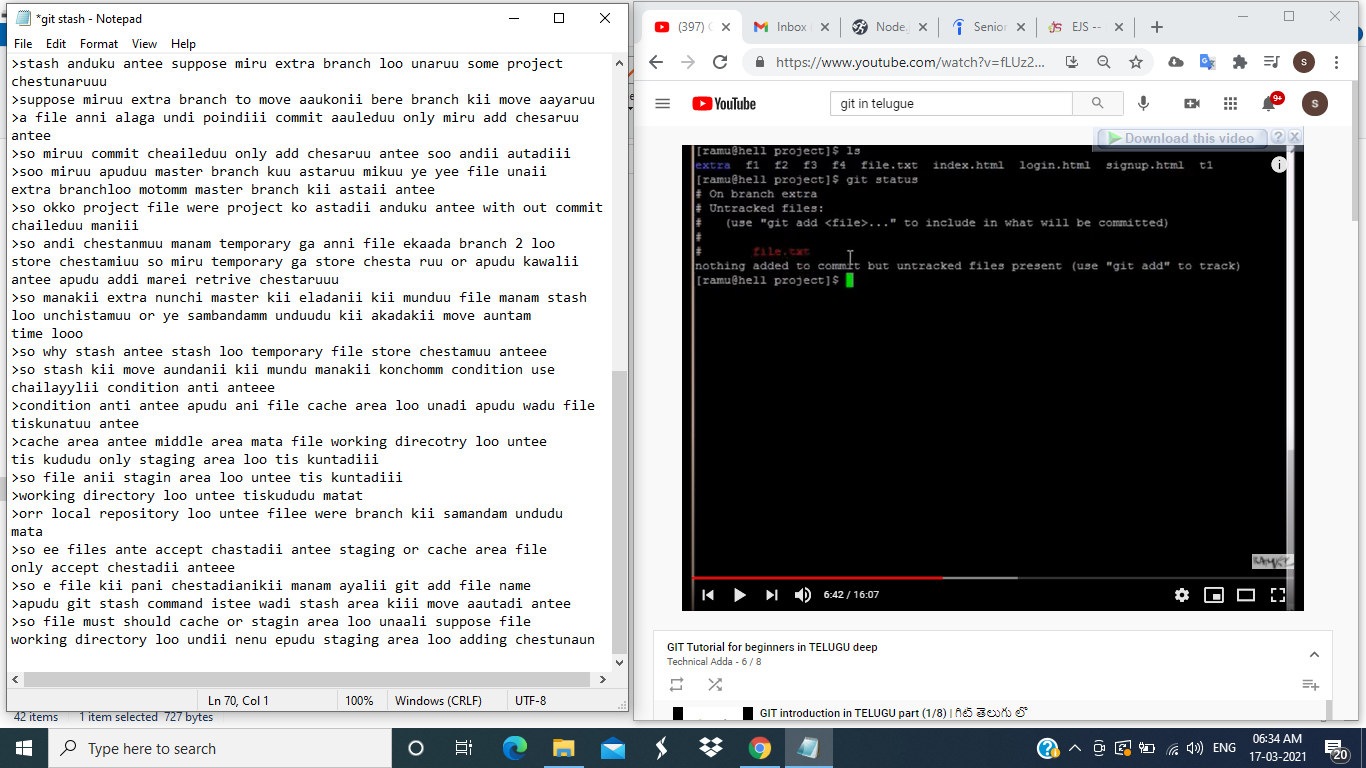 *git stash - Notepad
File Edit Format View Help
>stash anduku antee suppose miru extra branch loo unaru some project
chestunaruuu
>suppose miruu extra branch to move aaukonii bere branch kii move aayaruu
>a file anni alaga undi poindiii commit aauleduu only miru add chesaruu
antee
>so miruu commit cheaileduu only add chesaruu antee soo andii autadiii
>soo miruu apuduu master branch kuu astaruu mikuu ye yee file unaii
extra branchloo motomm master branch kii astaii antee
>so okko project file were project ko astadii anduku antee with out commit
chaileduu maniii
>so andi chestanmuu manam temporary ga anni file ekaada branch 2 loo
store chestamiuu so miru temporary ga store chesta ruu or apudu kawalii
antee apudu addi marei retrive chestaruuu
>so manakii extra nunchi master kii eladanii kii munduu file manam stash
loo unchistamuu or ye sambandamm unduudu kii akadakii move auntam
time looo
>so why stash antee stash loo temporary file store chestamuu anteee
>so stash kii move aundanii kii mundu manakii konchomm condition use
chailayylii condition anti anteee
>condition anti antee apudu ani file cache area loo unadi apudu wadu file
tiskunatuu antee
>cache area antee middle area mata file working direcotry loo untee
tis kududu only staging area loo tis kuntadiii
>so file anii stagin area loo untee tis kuntadiii
>working directory loo untee tiskududu matat
>orr local repository loo untee filee were branch kii samandam undudu
mata
>so ee files ante accept chastadii antee staging or cache area file
only accept chestadii anteee
>so e file kii pani chestadianikii manam ayalii git add file name
>apudu git stash command istee wadi stash area kiii move aautadi antee
>so file must should cache or stagin area loo unaali suppose file
working directory loo undii nenu epudu staging area loo adding chestunaun
Ln 70, Col 1 100% Windows (CRLF) UTF-8
42 items 1 item selected 727 bytes
(397) Inbox Node. Senior EJS --
https://www.youtube.com/watch?v=fLUz2... S
YouTube git in telugue 9+ S
Download this video
[ramu@hell project]$ ls
extra f1 f2 f3 f4 file.txt index.html login.html signup.html t1
[ramu@hell project]$ git status
# On branch extra
# Untracked files:
# (use "git add <file>..." to include in what will be committed)
#
# file.txt
nothing added to commit but untracked files present (use "git add" to track)
[ramu@hell project]$
6:42 / 16:07
GIT Tutorial for beginners in TELUGU deep
Technical Adda - 6 / 8
GIT introduction in TELUGU part (1/8) | గిట్ తెలుగు లో
Type here to search
ENG 06:34 AM
17-03-2021
20